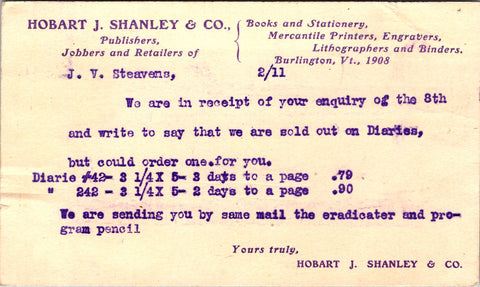 HOBART J. SHANLEY & CO.,
Publishers,
Jobbers and Retailers of
Books and Stationery,
Mercantile Printers, Engravers,
Lithographers and Binders.
Burlington, Vt., 1908
J. V. Steavens, 2/11
We are in receipt of your enquiry of the 8th
and write to say that we are sold out on Diaries,
but could order one.for you.
Diarie #42- 3 1/4X 5- 3 days to a page .79
" 242 - 3 1/4X 5- 2 days to a page .90
We are sending you by same mail the eradicater and pro-
gram pencil
Yours truly,
HOBART J. SHANLEY & CO.